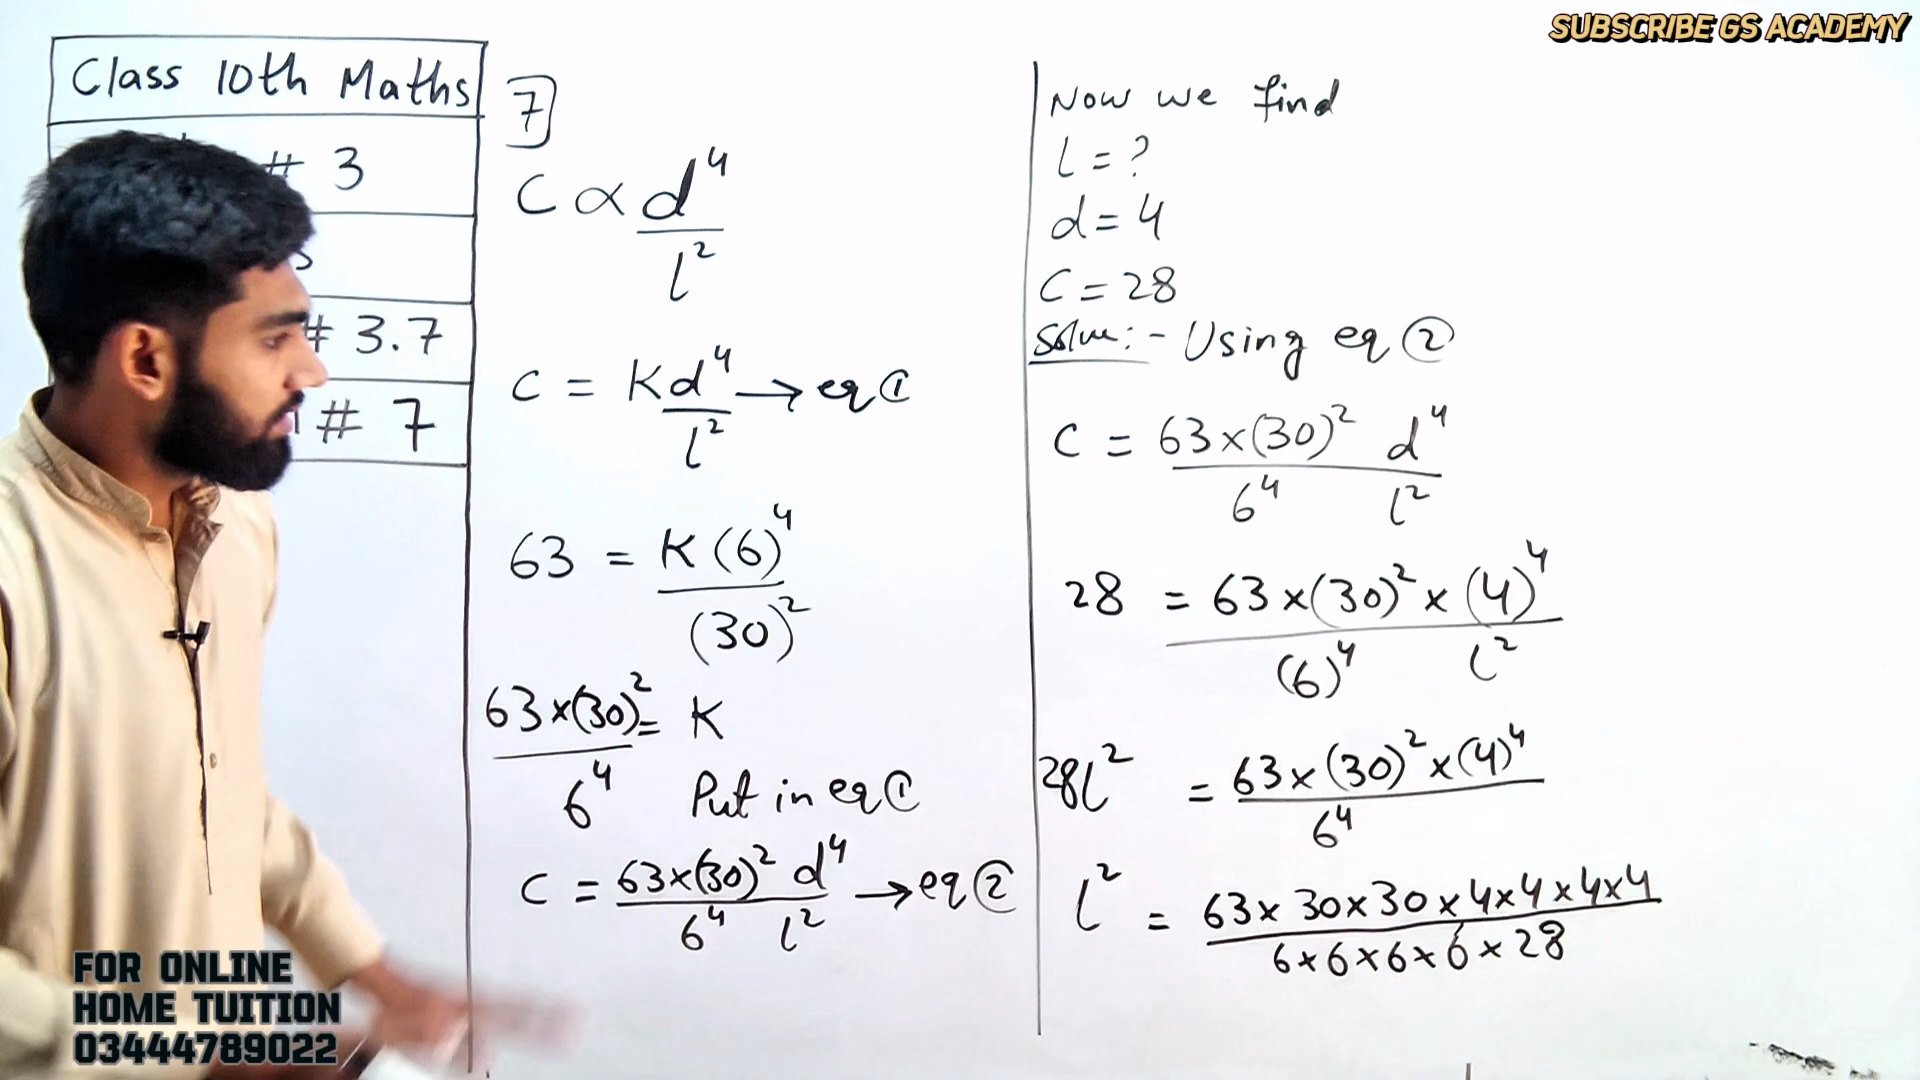 SUBSCRIBE GS ACADEMY
Class 10th Maths
# 3
# 3.7
# 7
7
C ∝ d⁴/l²
C = Kd⁴/l² → eq ①
63 = K(6)⁴/(30)²
63×(30)²/6⁴ = K
Put in eq ①
C = 63×(30)² d⁴/6⁴ l² → eq ②
Now we find
l = ?
d = 4
C = 28
Solve:- Using eq ②
C = 63×(30)² d⁴/6⁴ l²
28 = 63×(30)²×(4)⁴/(6)⁴ l²
28l² = 63×(30)²×(4)⁴/6⁴
l² = 63×30×30×4×4×4×4/6×6×6×6×28
FOR ONLINE
HOME TUITION
03444789022